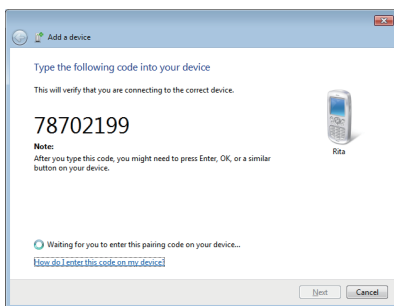 Add a device
Type the following code into your device
This will verify that you are connecting to the correct device.
78702199
Note:
After you type this code, you might need to press Enter, OK, or a similar
button on your device.
Rita
Waiting for you to enter this pairing code on your device...
How do I enter this code on my device?
Next
Cancel